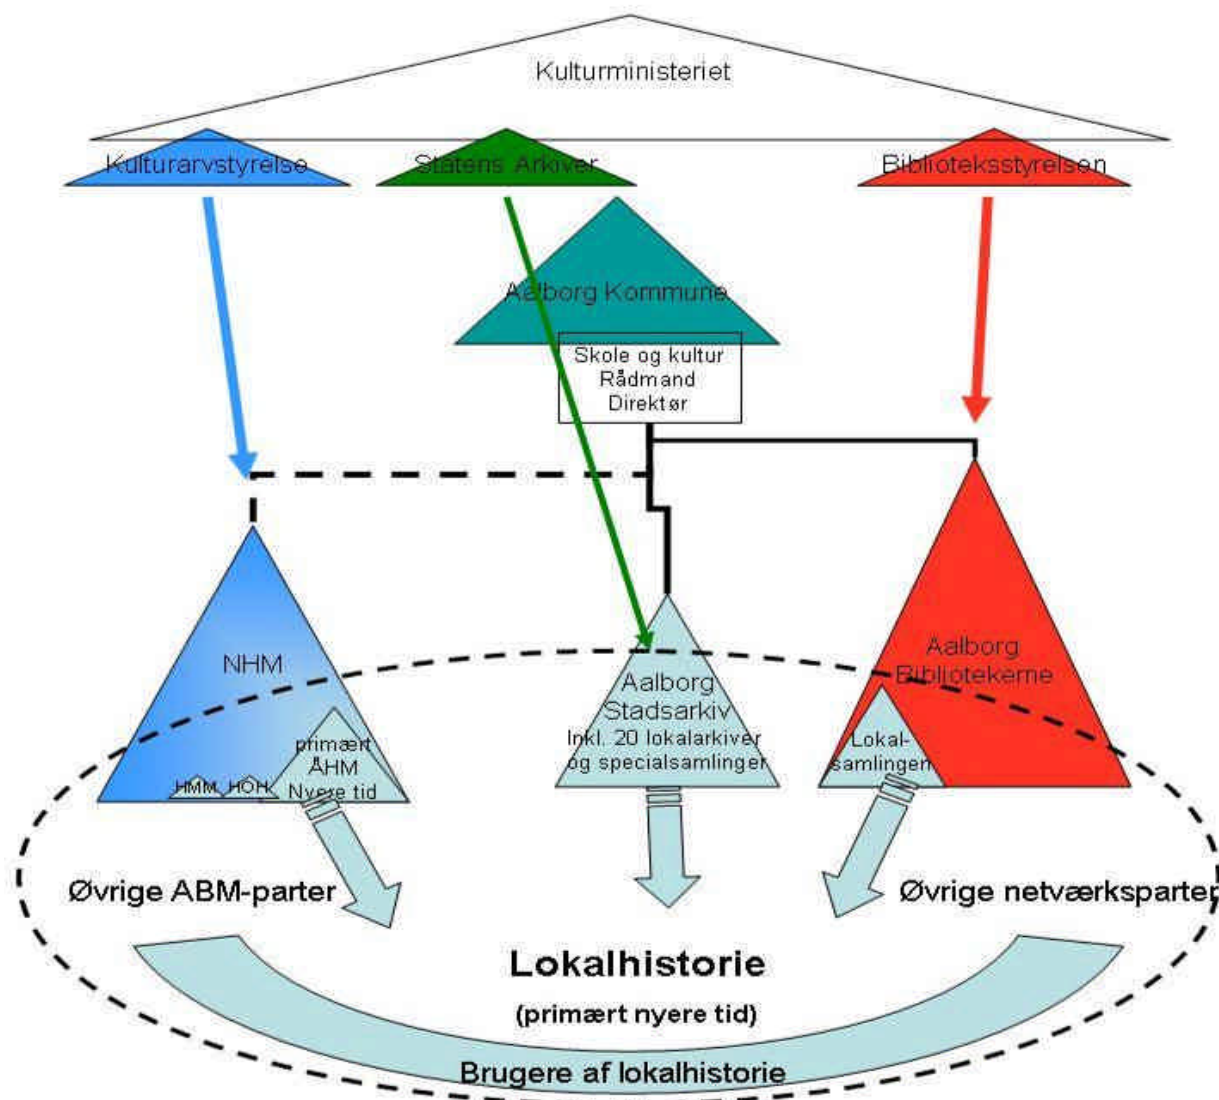 Kulturministeriet
Kulturarvstyrelse
Statens Arkiver
Biblioteksstyrelsen
Aalborg Kommune
Skole og kultur
Rådmand
Direktør
NHM
primært
ÅHM
Nyere tid
HMM
HOH
Aalborg
Stadsarkiv
Inkl. 20 lokalarkiver
og specialsamlinger
Aalborg
Bibliotekerne
Lokal-
samlingen
Øvrige ABM-parter
Øvrige netværksparter
Lokalhistorie
(primært nyere tid)
Brugere af lokalhistorie